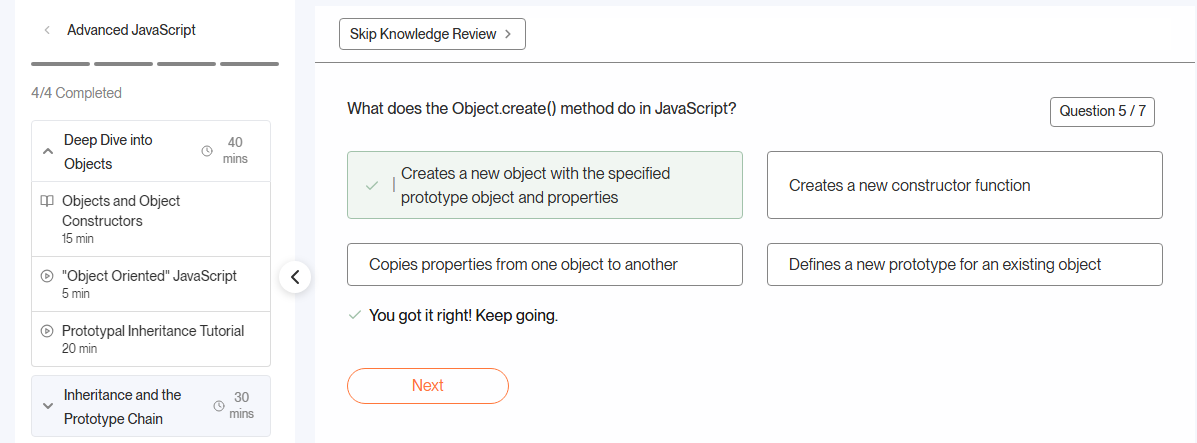 Advanced JavaScript
4/4 Completed
Deep Dive into
Objects
40
mins
Objects and Object
Constructors
15 min
"Object Oriented" JavaScript
5 min
Prototypal Inheritance Tutorial
20 min
Inheritance and the
Prototype Chain
30
mins
Skip Knowledge Review
What does the Object.create() method do in JavaScript?
Question 5 / 7
Creates a new object with the specified
prototype object and properties
Creates a new constructor function
Copies properties from one object to another
Defines a new prototype for an existing object
You got it right! Keep going.
Next